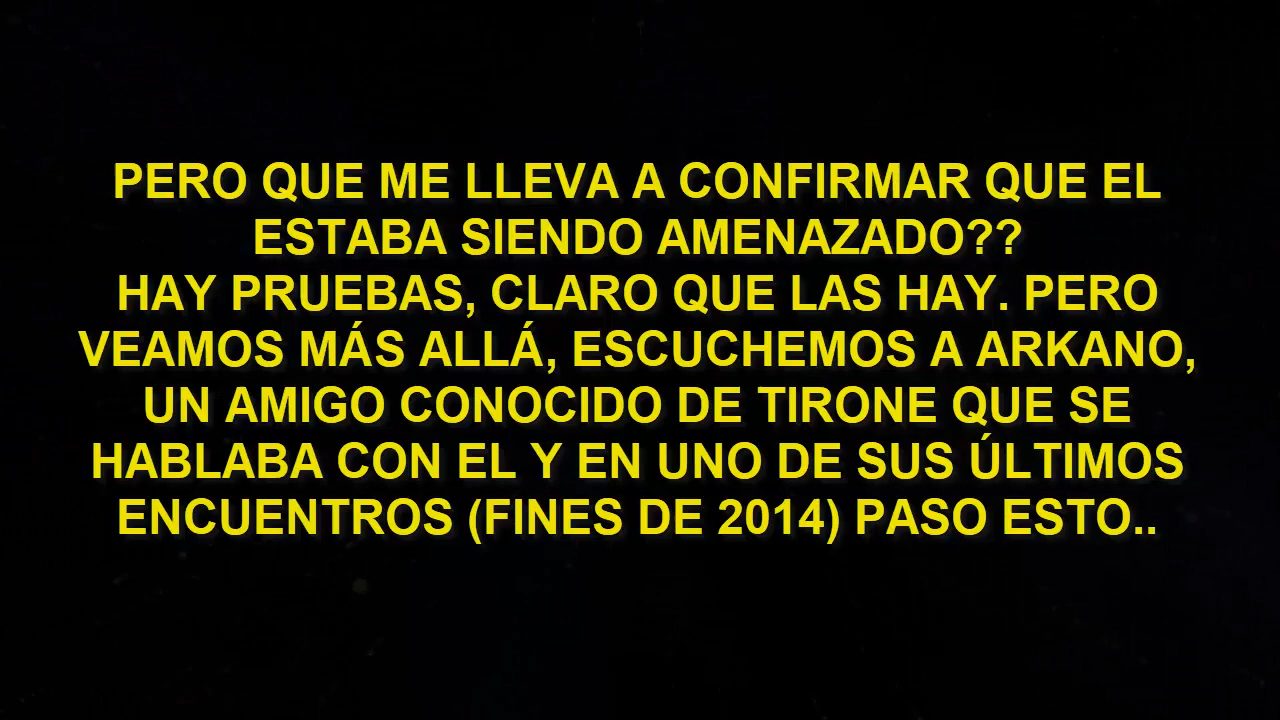 PERO QUE ME LLEVA A CONFIRMAR QUE EL
ESTABA SIENDO AMENAZADO??
HAY PRUEBAS, CLARO QUE LAS HAY. PERO
VEAMOS MÁS ALLÁ, ESCUCHEMOS A ARKANO,
UN AMIGO CONOCIDO DE TIRONE QUE SE
HABLABA CON EL Y EN UNO DE SUS ÚLTIMOS
ENCUENTROS (FINES DE 2014) PASO ESTO..